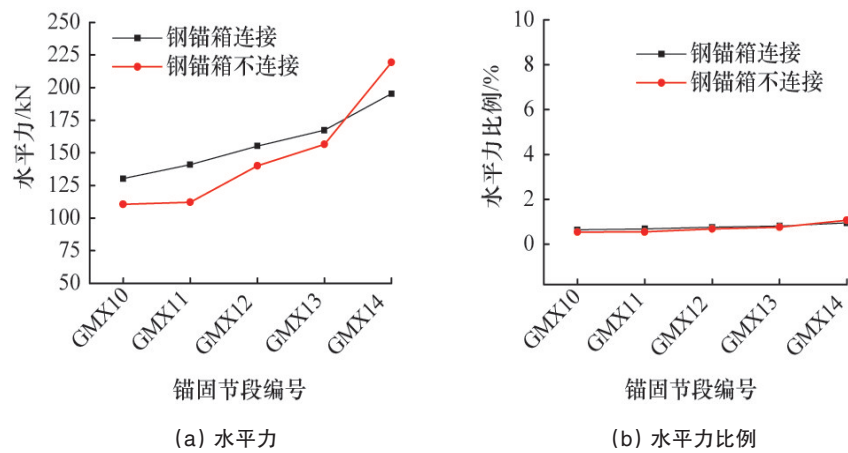 250
225
200
175
150
125
100
75
50
水平力/kN
钢锚箱连接
钢锚箱不连接
GMX10
GMX11
GMX12
GMX13
GMX14
锚固节段编号
(a) 水平力
10
8
6
4
2
0
水平力比例/%
钢锚箱连接
钢锚箱不连接
GMX10
GMX11
GMX12
GMX13
GMX14
锚固节段编号
(b) 水平力比例